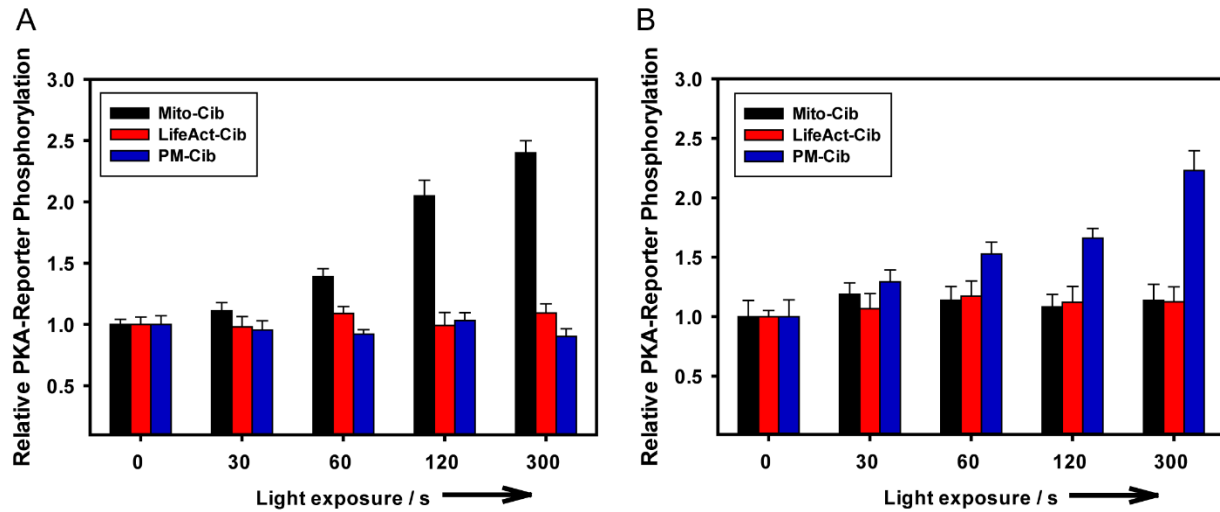 A
Relative PKA-Reporter Phosphorylation
3.0
2.5
2.0
1.5
1.0
0.5
Mito-Cib
LifeAct-Cib
PM-Cib
0 30 60 120 300
Light exposure / s
B
Relative PKA-Reporter Phosphorylation
3.0
2.5
2.0
1.5
1.0
0.5
Mito-Cib
LifeAct-Cib
PM-Cib
0 30 60 120 300
Light exposure / s